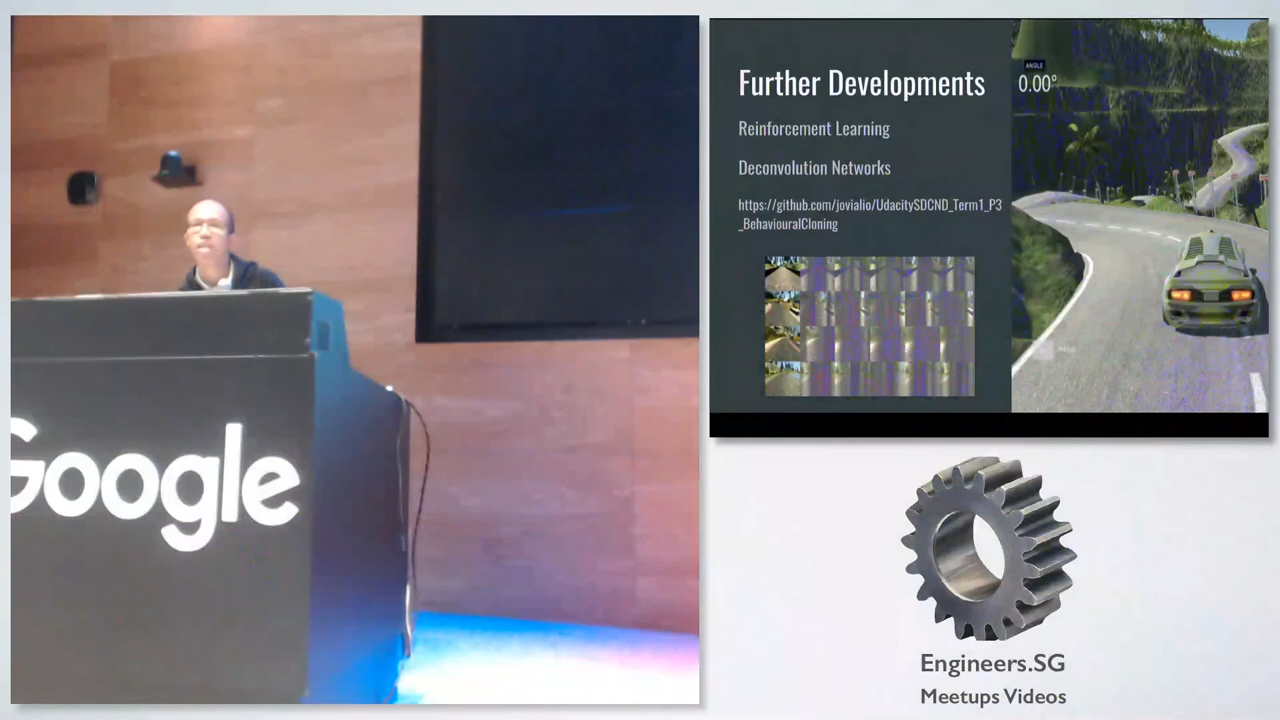 Google
Further Developments
Reinforcement Learning
Deconvolution Networks
https://github.com/jovialio/UdacitySDCND_Term1_P3
_BehaviouralCloning
ANGLE
0.00°
Engineers.SG
Meetups Videos